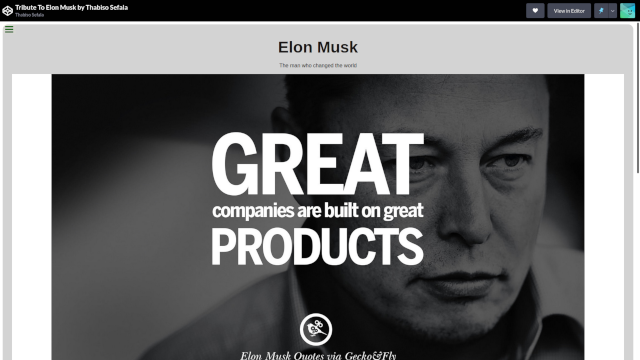 Tribute To Elon Musk by Thabiso Sefala
Thabiso Sefala
View in Editor
Elon Musk
The man who changed the world
GREAT
companies are built on great
PRODUCTS
Elon Musk Quotes via Gecko&Fly